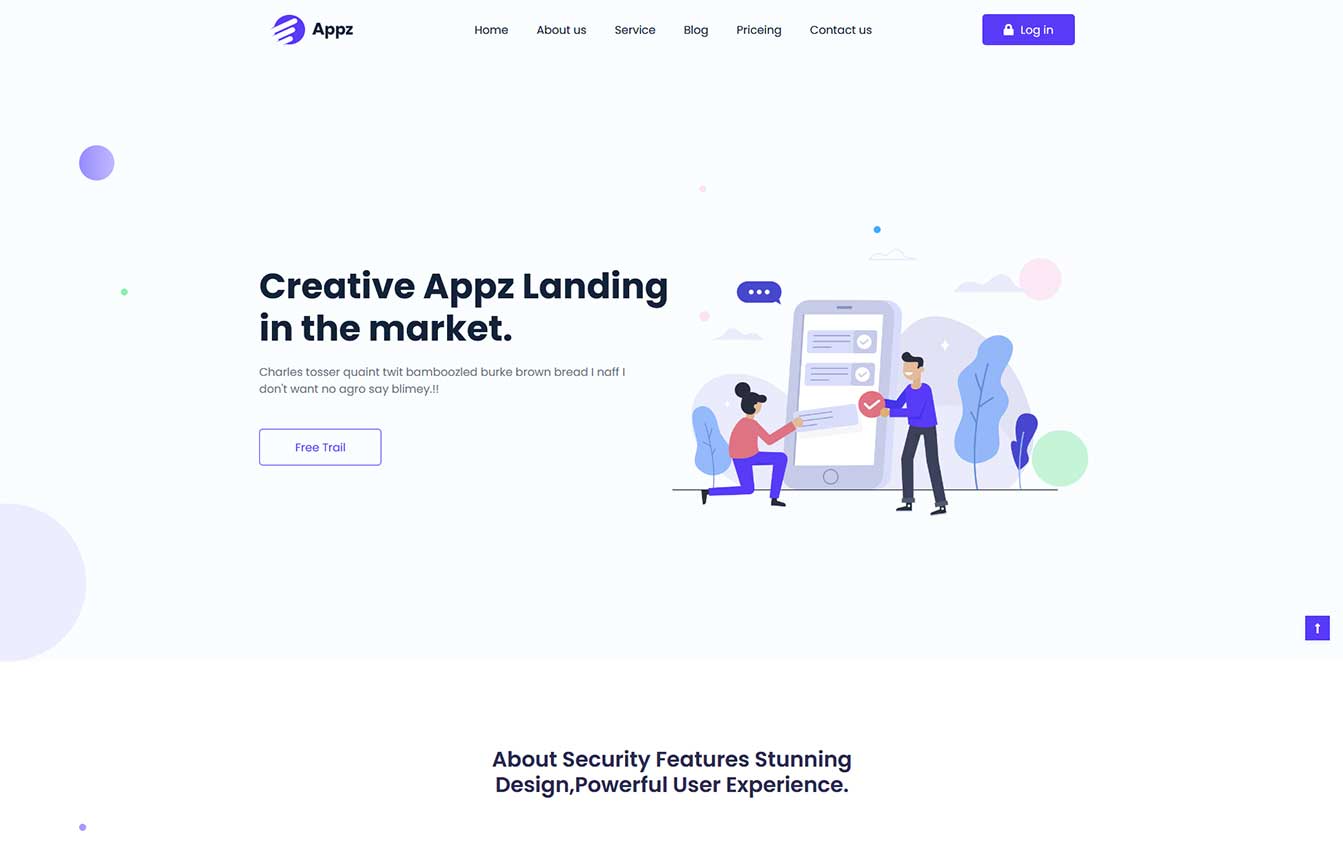 Appz
Home
About us
Service
Blog
Priceing
Contact us
Log in
Creative Appz Landing
in the market.
Charles tosser quaint twit bamboozled burke brown bread I naff I
don't want no agro say blimey.!!
Free Trail
About Security Features Stunning
Design,Powerful User Experience.